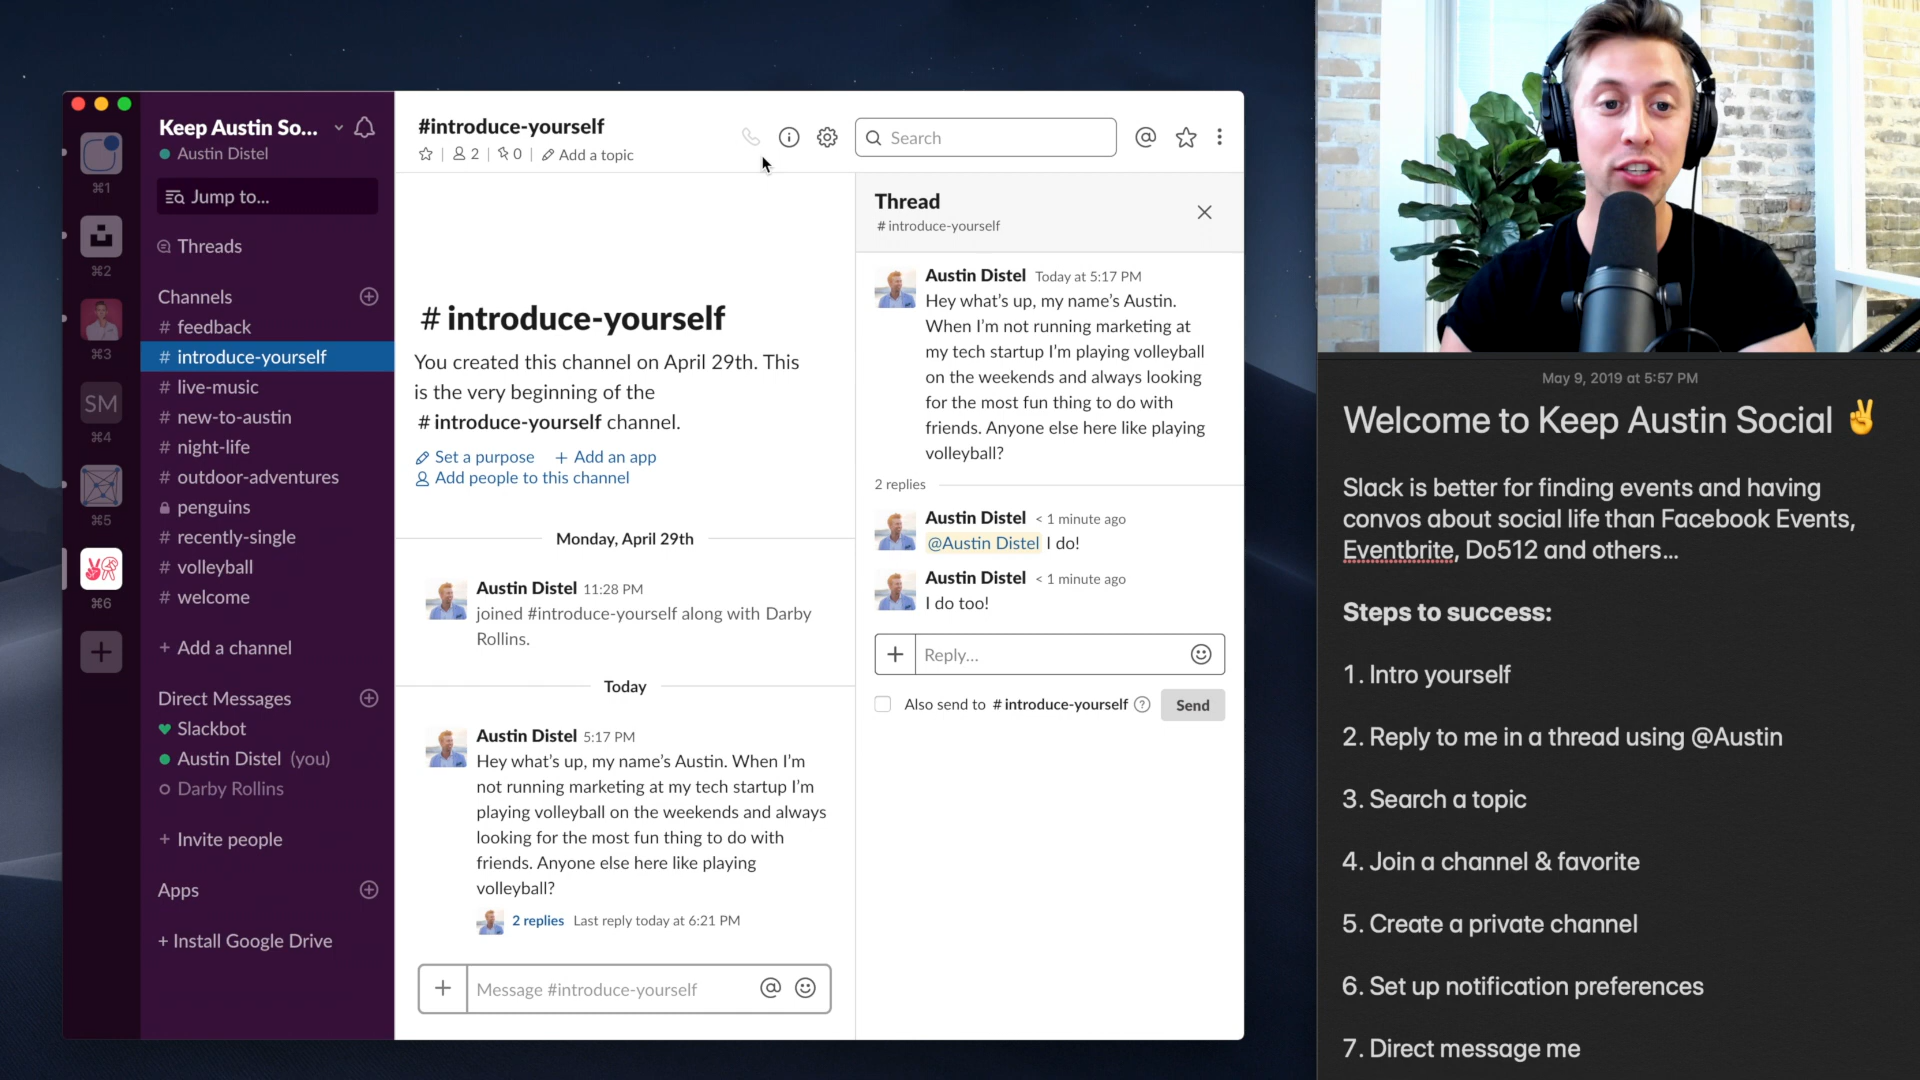 Keep Austin So...
Austin Distel
Jump to...
Threads
Channels
# feedback
# introduce-yourself
# live-music
# new-to-austin
# night-life
# outdoor-adventures
penguins
# recently-single
# volleyball
# welcome
+ Add a channel
Direct Messages
Slackbot
Austin Distel (you)
Darby Rollins
+ Invite people
Apps
+ Install Google Drive
⌘1
⌘2
⌘3
SM
⌘4
⌘5
⌘6
#introduce-yourself
2 | 0 | Add a topic
Search
# introduce-yourself
You created this channel on April 29th. This
is the very beginning of the
# introduce-yourself channel.
Set a purpose + Add an app
Add people to this channel
Monday, April 29th
Austin Distel 11:28 PM
joined #introduce-yourself along with Darby
Rollins.
Today
Austin Distel 5:17 PM
Hey what's up, my name's Austin. When I'm
not running marketing at my tech startup I'm
playing volleyball on the weekends and always
looking for the most fun thing to do with
friends. Anyone else here like playing
volleyball?
2 replies Last reply today at 6:21 PM
Message #introduce-yourself
Thread
# introduce-yourself
Austin Distel Today at 5:17 PM
Hey what's up, my name's Austin.
When I'm not running marketing at
my tech startup I'm playing volleyball
on the weekends and always looking
for the most fun thing to do with
friends. Anyone else here like playing
volleyball?
2 replies
Austin Distel < 1 minute ago
@Austin Distel I do!
Austin Distel < 1 minute ago
I do too!
Reply...
Also send to # introduce-yourself ? Send
May 9, 2019 at 5:57 PM
Welcome to Keep Austin Social ✌️
Slack is better for finding events and having
convos about social life than Facebook Events,
Eventbrite, Do512 and others...
Steps to success:
1. Intro yourself
2. Reply to me in a thread using @Austin
3. Search a topic
4. Join a channel & favorite
5. Create a private channel
6. Set up notification preferences
7. Direct message me